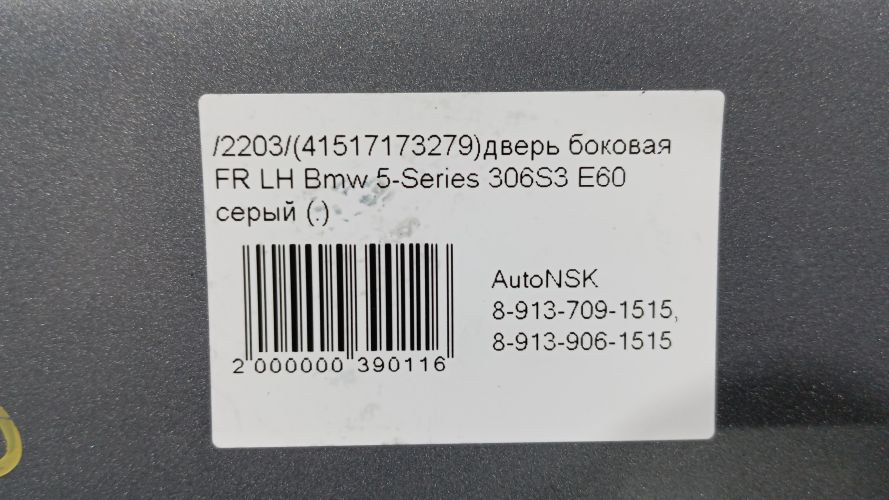 /2203/(41517173279)дверь боковая
FR LH Bmw 5-Series 306S3 E60
серый (.)
AutoNSK
8-913-709-1515,
8-913-906-1515
2 000000 390116